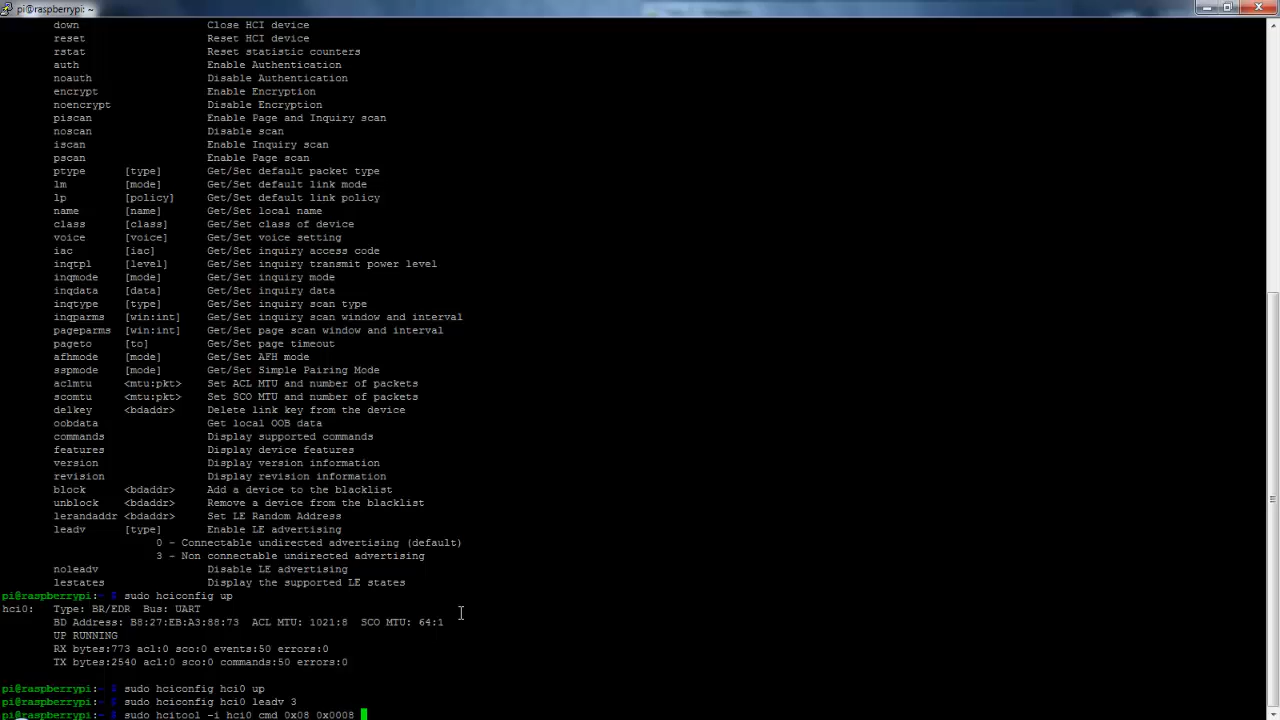 pi@raspberrypi: ~
down Close HCI device
reset Reset HCI device
rstat Reset statistic counters
auth Enable Authentication
noauth Disable Authentication
encrypt Enable Encryption
noencrypt Disable Encryption
piscan Enable Page and Inquiry scan
noscan Disable scan
iscan Enable Inquiry scan
pscan Enable Page scan
ptype [type] Get/Set default packet type
lm [mode] Get/Set default link mode
lp [policy] Get/Set default link policy
name [name] Get/Set local name
class [class] Get/Set class of device
voice [voice] Get/Set voice setting
iac [iac] Get/Set inquiry access code
inqtpl [level] Get/Set inquiry transmit power level
inqmode [mode] Get/Set inquiry mode
inqdata [data] Get/Set inquiry data
inqtype [type] Get/Set inquiry scan type
inqparms [win:int] Get/Set inquiry scan window and interval
pageparms [win:int] Get/Set page scan window and interval
pageto [to] Get/Set page timeout
afhmode [mode] Get/Set AFH mode
sspmode [mode] Get/Set Simple Pairing Mode
aclmtu <mtu:pkt> Set ACL MTU and number of packets
scomtu <mtu:pkt> Set SCO MTU and number of packets
delkey <bdaddr> Delete link key from the device
oobdata Get local OOB data
commands Display supported commands
features Display device features
version Display version information
revision Display revision information
block <bdaddr> Add a device to the blacklist
unblock <bdaddr> Remove a device from the blacklist
lerandaddr <bdaddr> Set LE Random Address
leadv [type] Enable LE advertising
0 - Connectable undirected advertising (default)
3 - Non connectable undirected advertising
noleadv Disable LE advertising
lestates Display the supported LE states
pi@raspberrypi:~ $ sudo hciconfig up
hci0: Type: BR/EDR Bus: UART
BD Address: B8:27:EB:A3:88:73 ACL MTU: 1021:8 SCO MTU: 64:1
UP RUNNING
RX bytes:773 acl:0 sco:0 events:50 errors:0
TX bytes:2540 acl:0 sco:0 commands:50 errors:0
pi@raspberrypi:~ $ sudo hciconfig hci0 up
pi@raspberrypi:~ $ sudo hciconfig hci0 leadv 3
pi@raspberrypi:~ $ sudo hcitool -i hci0 cmd 0x08 0x0008